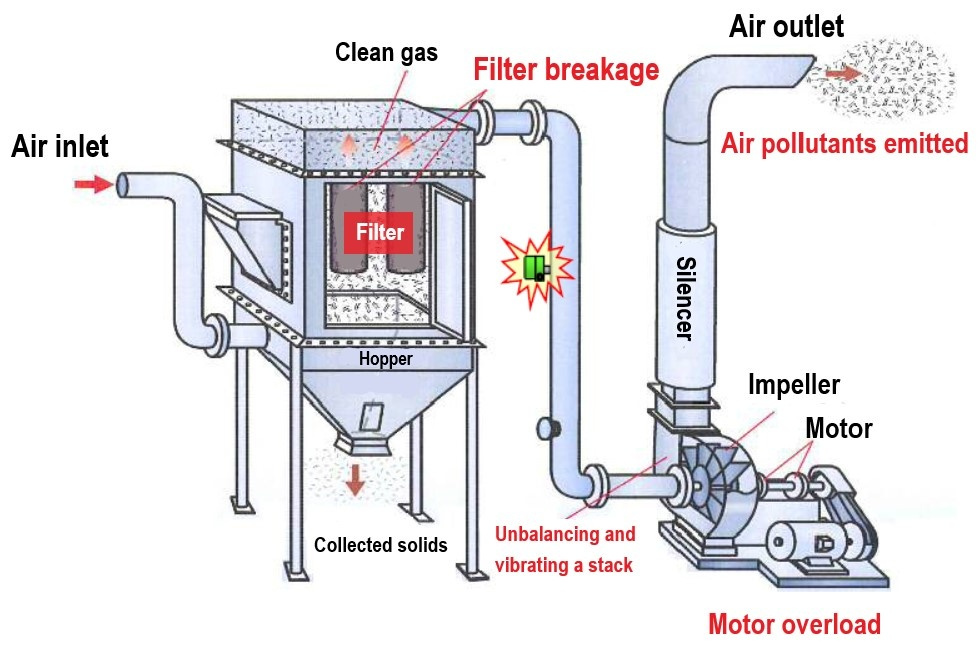 Air outlet
Clean gas
Filter breakage
Air inlet
Air pollutants emitted
Filter
Silencer
Hopper
Impeller
Motor
Unbalancing and
vibrating a stack
Collected solids
Motor overload